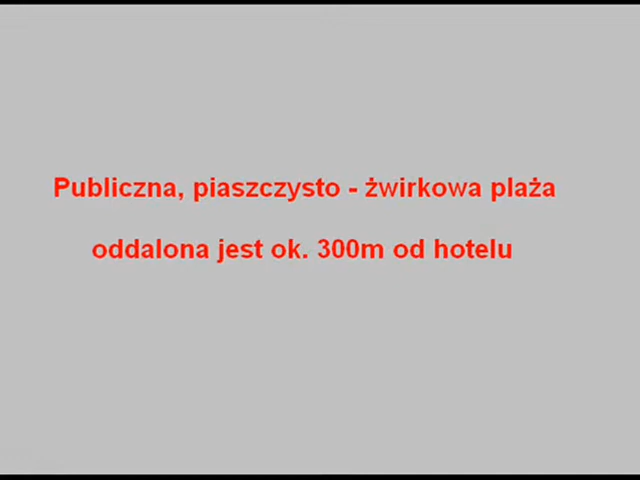 Publiczna, piaszczysto - żwirkowa plaża
oddalona jest ok. 300m od hotelu